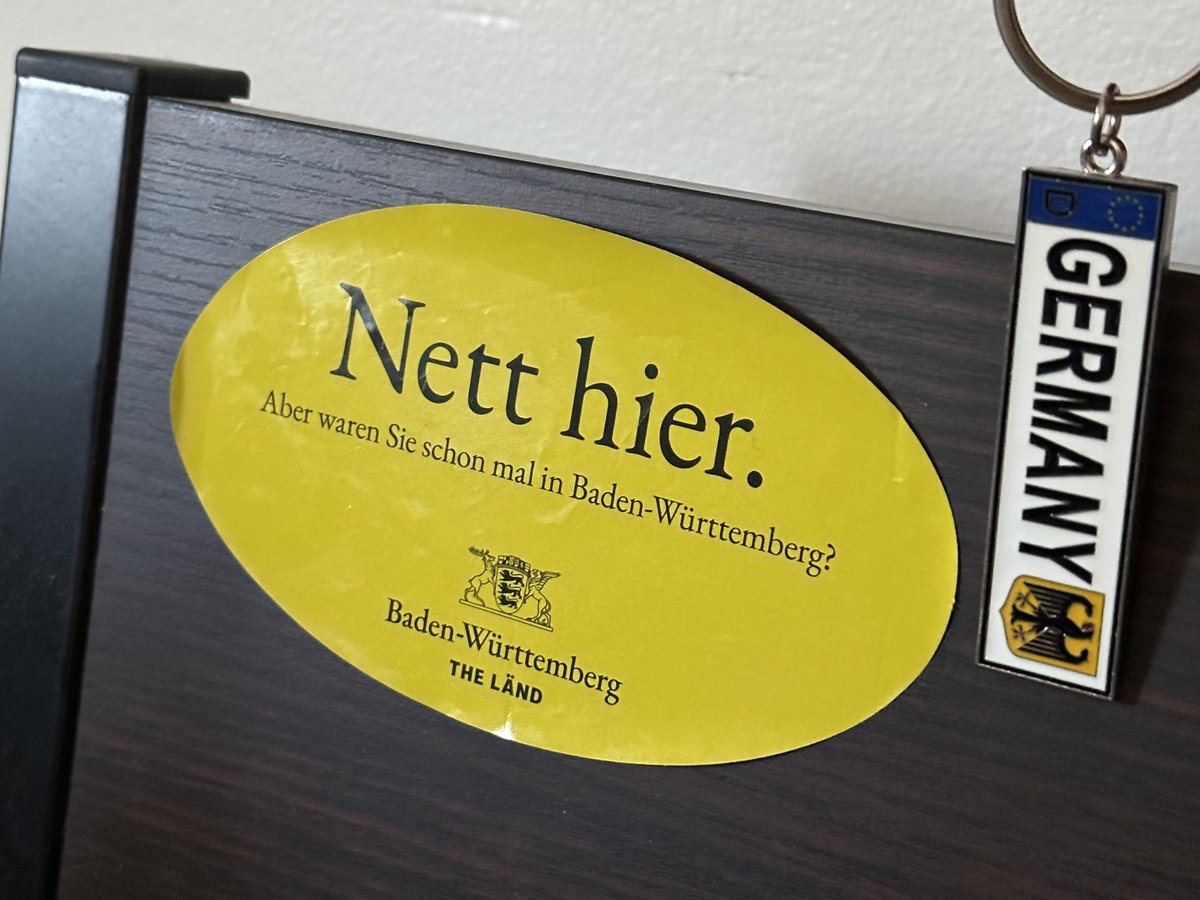 Nett hier.
Aber waren Sie schon mal in Baden-Württemberg?
Baden-Württemberg
THE LÄND
D
GERMANY